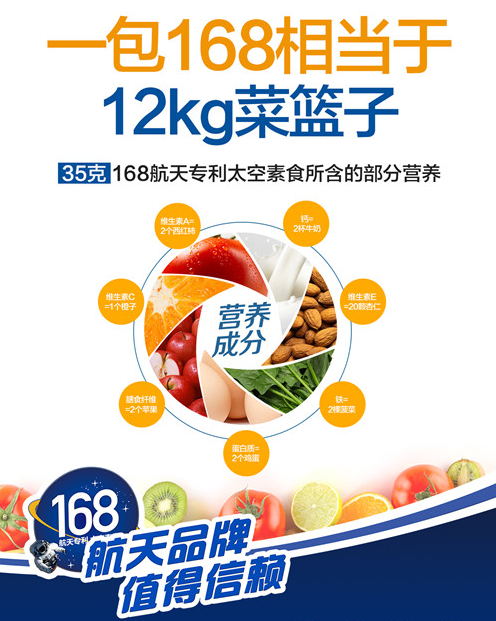 一包168相当于
12kg菜篮子
35克168航天专利太空素食所含的部分营养
维生素A=
2个西红柿
钙=
2杯牛奶
维生素C
=1个橙子
维生素E
=20颗杏仁
营养
成分
膳食纤维
=2个苹果
铁=
2棵菠菜
蛋白质=
2个鸡蛋
168
航天专利
航天品牌
值得信赖